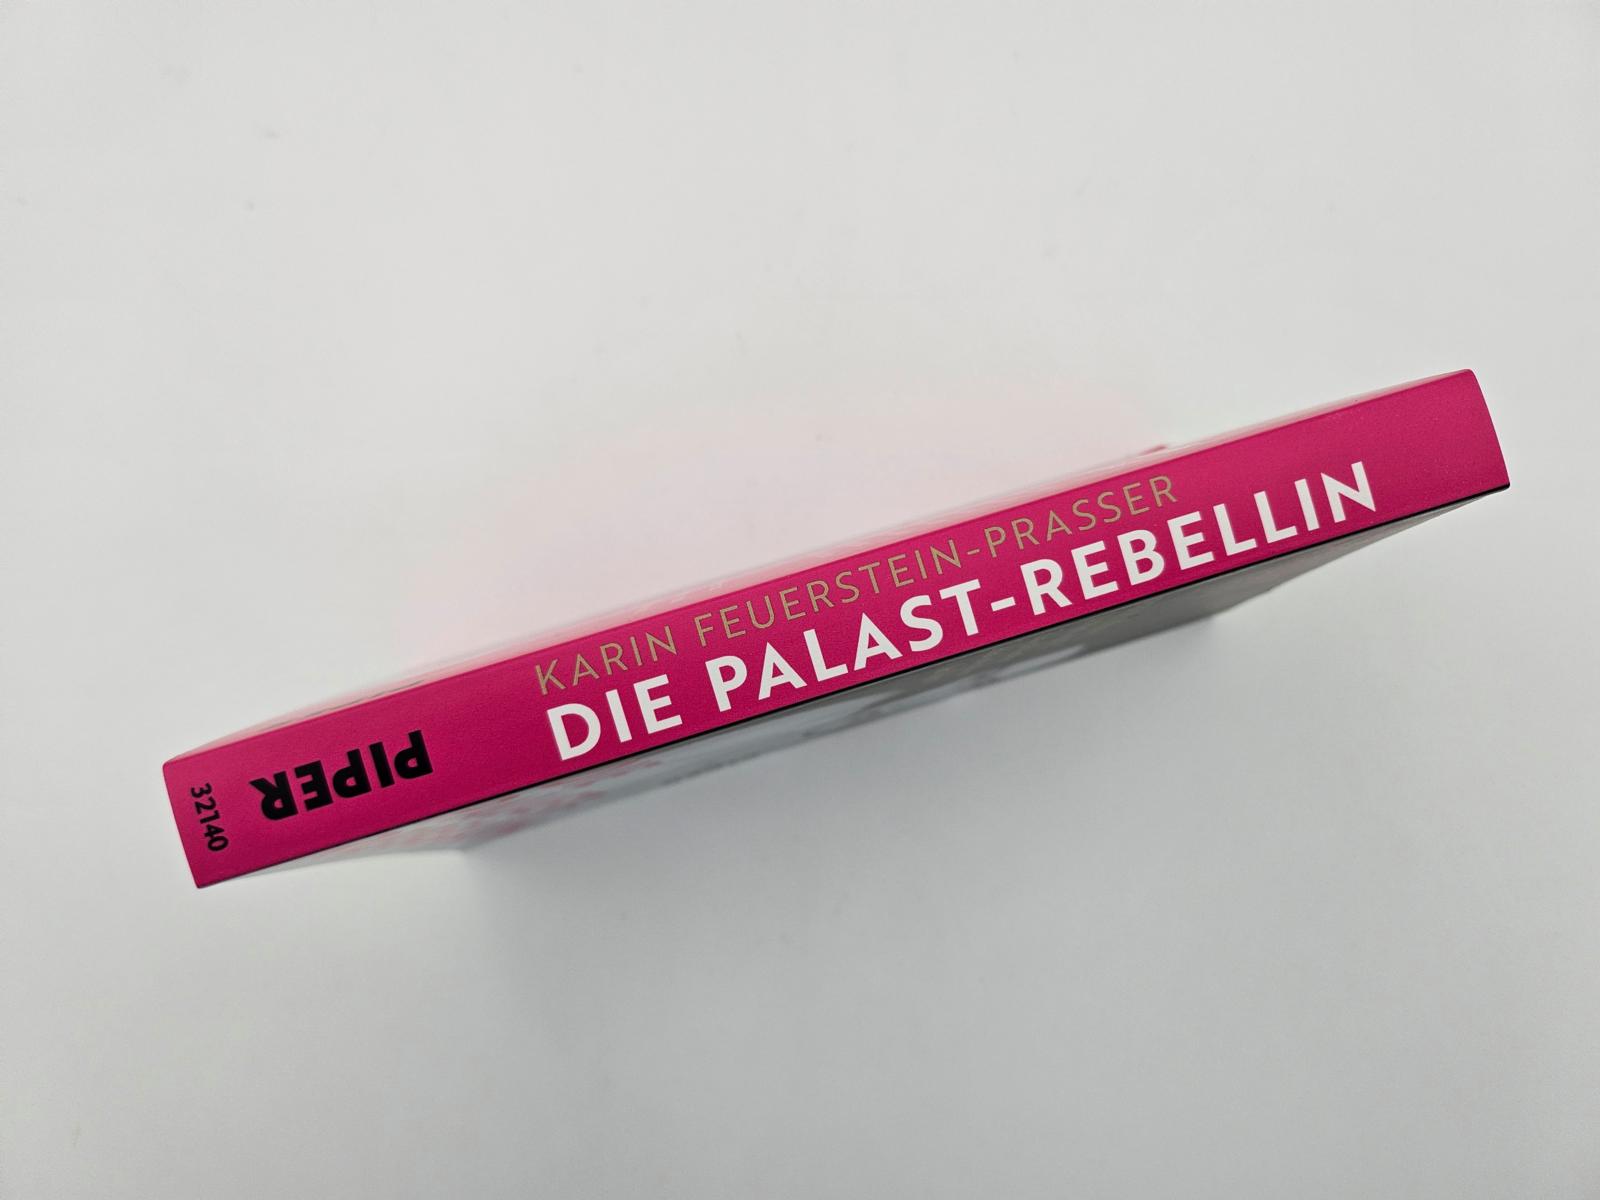 KARIN FEUERSTEIN-PRASSER
DIE PALAST-REBELLIN
PIPER
32140